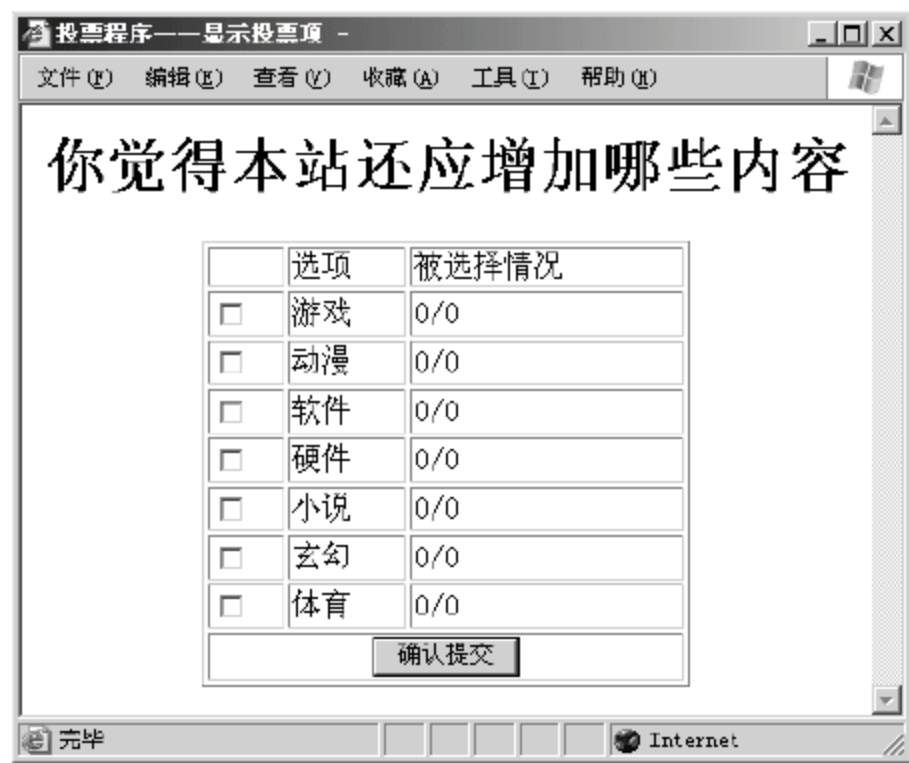 投票程序——显示投票项 -
文件(F) 编辑(E) 查看(V) 收藏(A) 工具(T) 帮助(H)
你觉得本站还应增加哪些内容
选项 被选择情况
游戏 0/0
动漫 0/0
软件 0/0
硬件 0/0
小说 0/0
玄幻 0/0
体育 0/0
确认提交
完毕 Internet